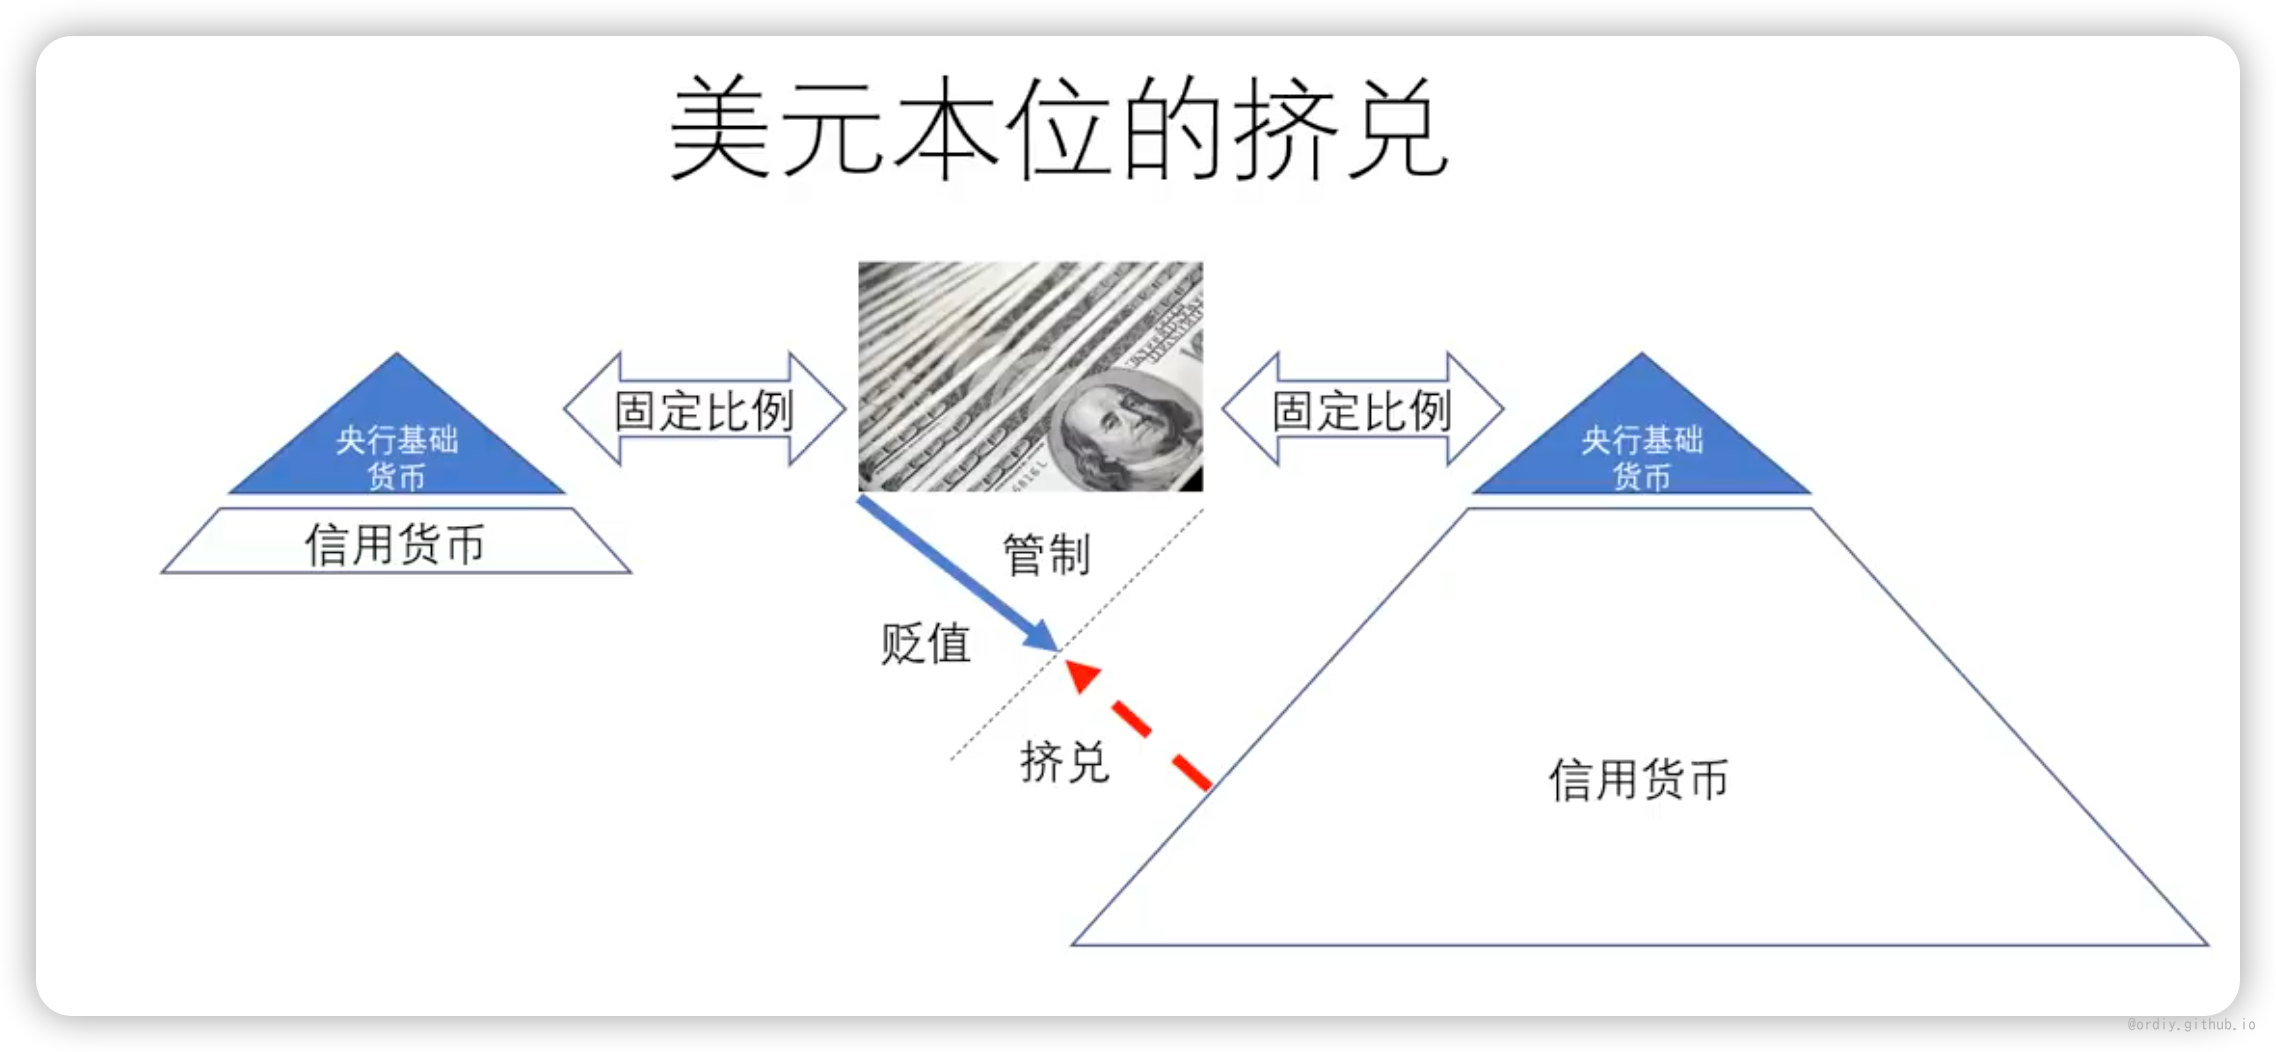 美元本位的挤兑
固定比例
固定比例
央行基础
货币
央行基础
货币
信用货币
管制
贬值
挤兑
信用货币
@ordiy.github.io